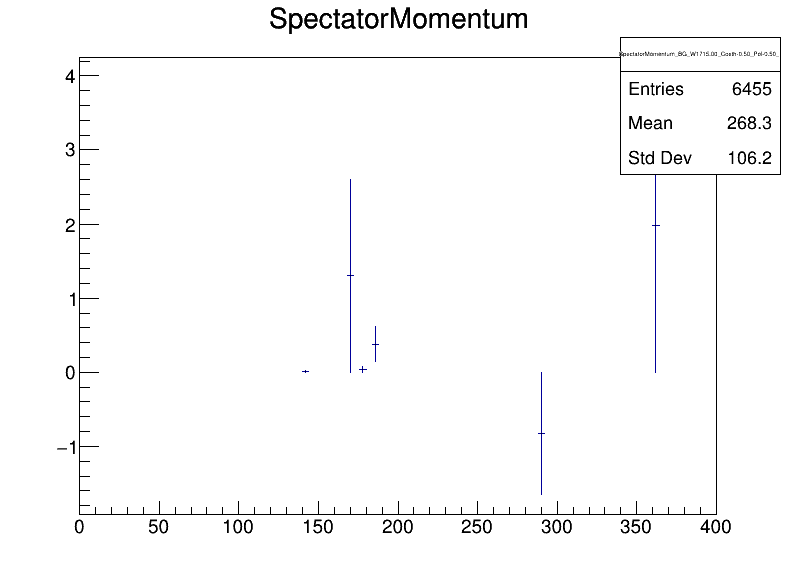 SpectatorMomentum
SpectatorMomentum_BG_W1715.00_Costh-0.50_Pol-0.50_
Entries 6455
Mean 268.3
Std Dev 106.2
4
3
2
1
0
−1
0 50 100 150 200 250 300 350 400